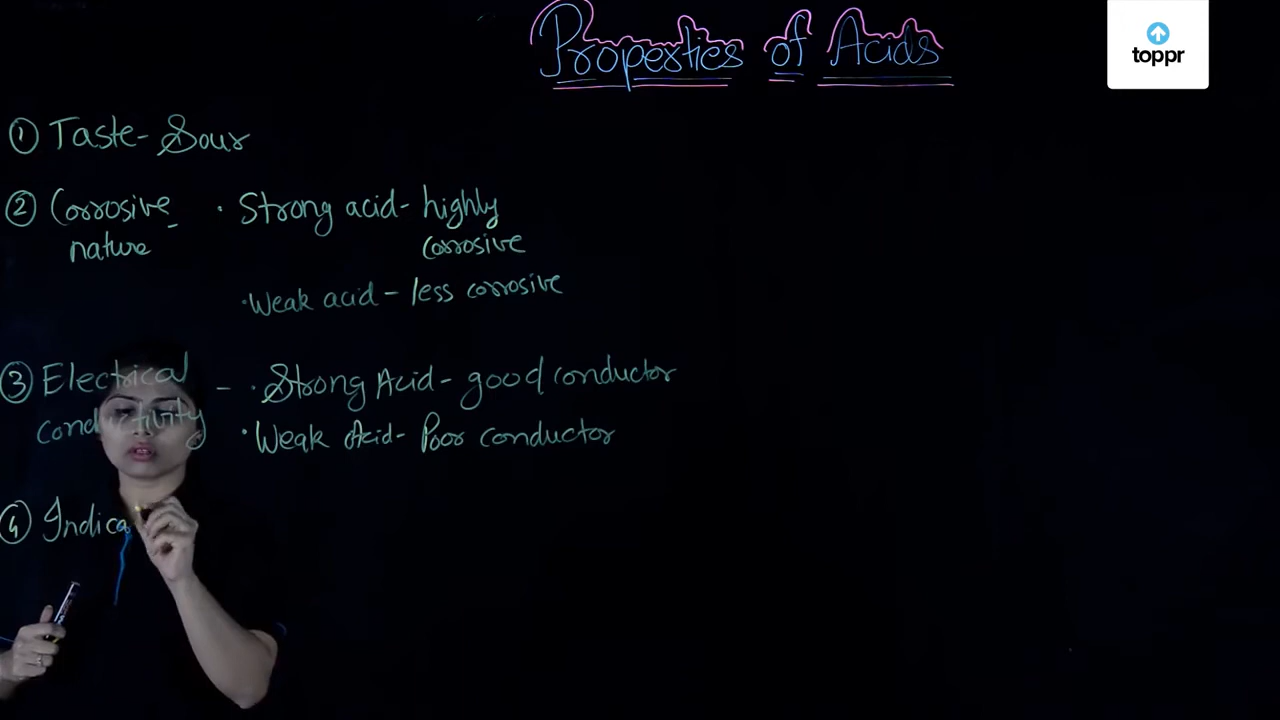 Properties of Acids
toppr
① Taste- Sour
② Corrosive - · Strong acid- highly
nature corrosive
·Weak acid- less corrosive
③ Electrical - · Strong Acid- good conductor
conductivity ·Weak Acid- Poor conductor
④ Indica